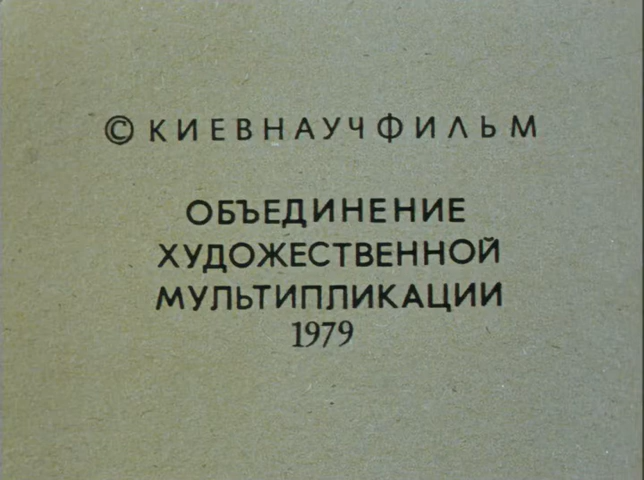 © КИЕВНАУЧФИЛЬМ
ОБЪЕДИНЕНИЕ
ХУДОЖЕСТВЕННОЙ
МУЛЬТИПЛИКАЦИИ
1979